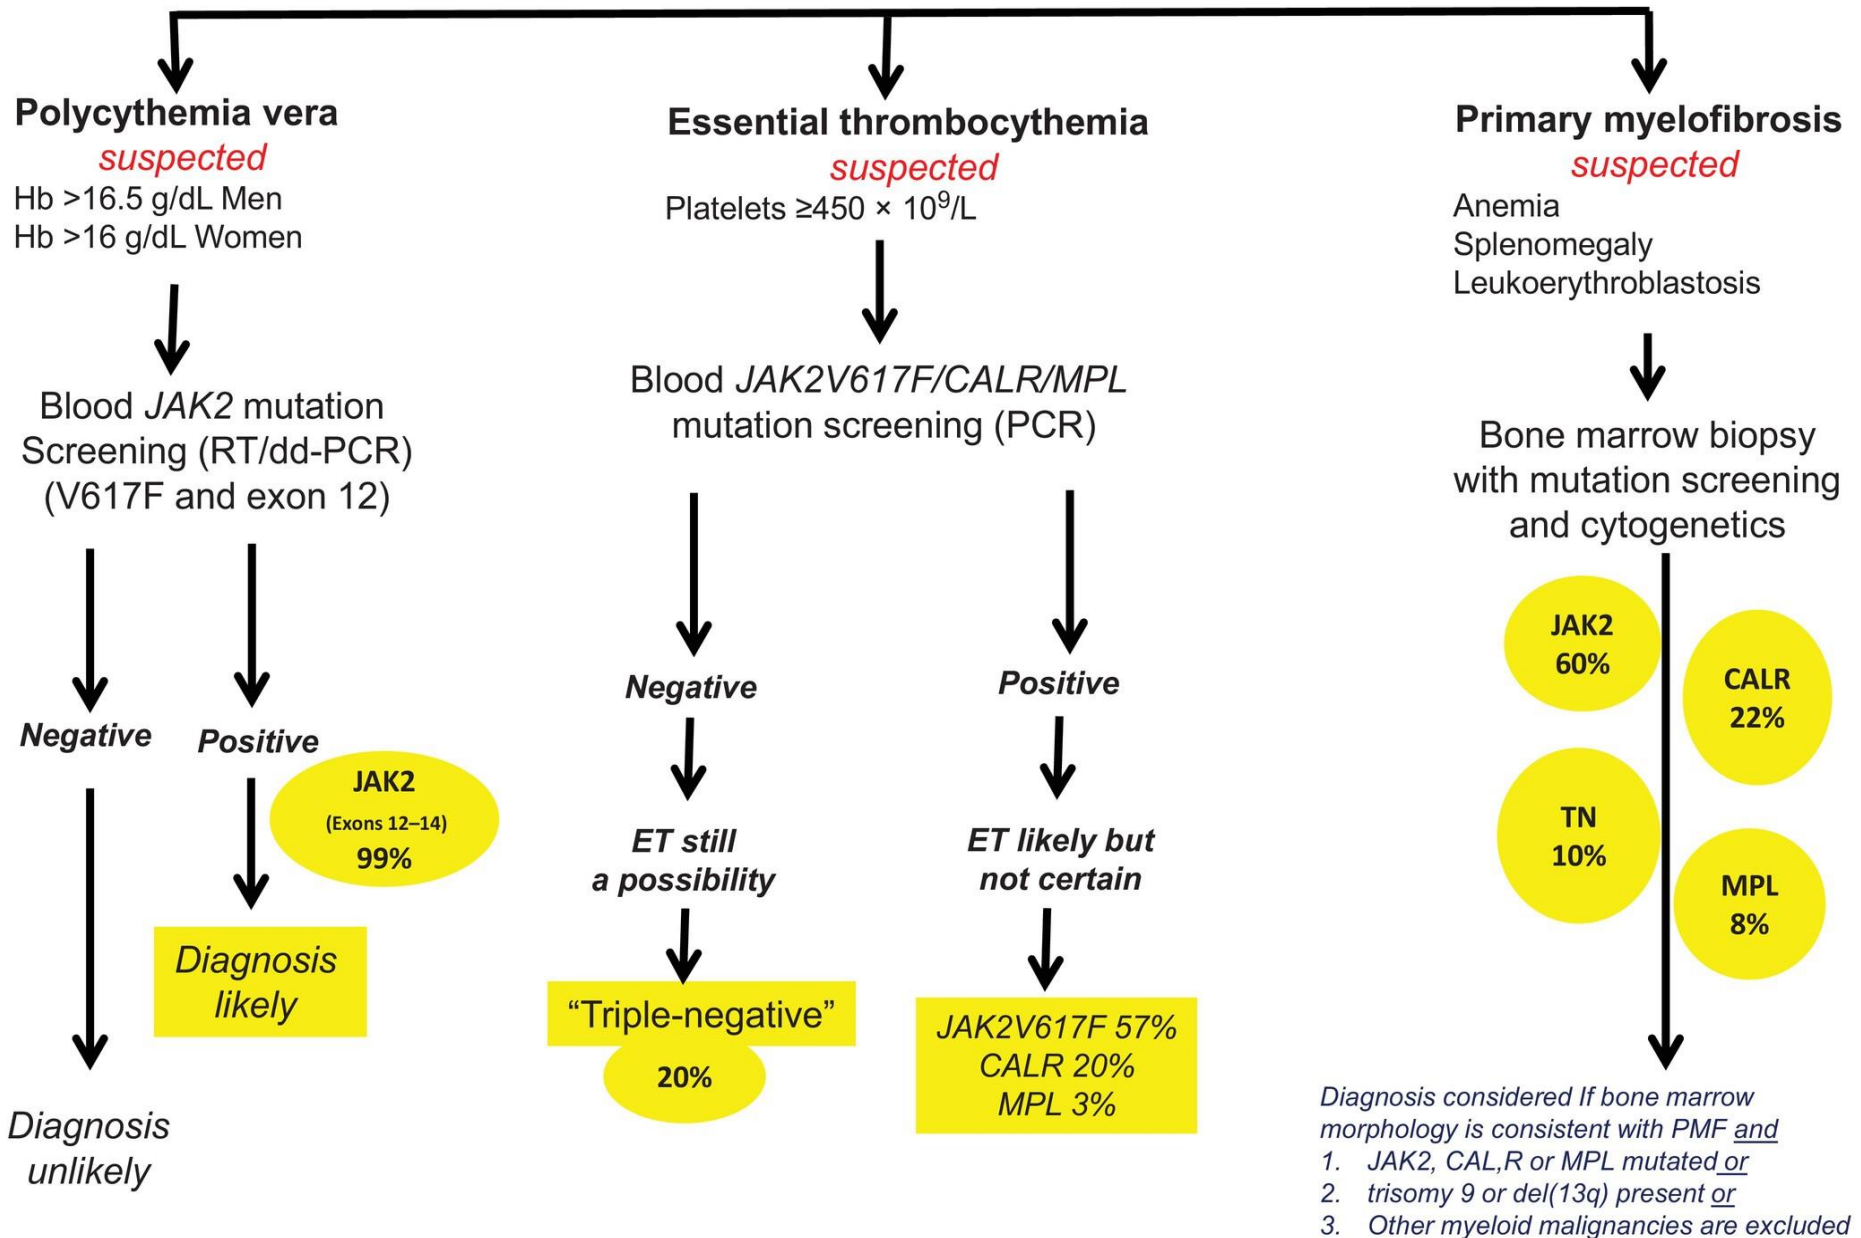 Polycythemia vera
suspected
Hb >16.5 g/dL Men
Hb >16 g/dL Women
Blood JAK2 mutation
Screening (RT/dd-PCR)
(V617F and exon 12)
Negative
Positive
JAK2
(Exons 12–14)
99%
Diagnosis
likely
Diagnosis
unlikely
Essential thrombocythemia
suspected
Platelets ≥450 × 10⁹/L
Blood JAK2V617F/CALR/MPL
mutation screening (PCR)
Negative
Positive
ET still
a possibility
ET likely but
not certain
“Triple-negative”
20%
JAK2V617F 57%
CALR 20%
MPL 3%
Primary myelofibrosis
suspected
Anemia
Splenomegaly
Leukoerythroblastosis
Bone marrow biopsy
with mutation screening
and cytogenetics
JAK2
60%
CALR
22%
TN
10%
MPL
8%
Diagnosis considered If bone marrow
morphology is consistent with PMF and
1. JAK2, CAL,R or MPL mutated or
2. trisomy 9 or del(13q) present or
3. Other myeloid malignancies are excluded